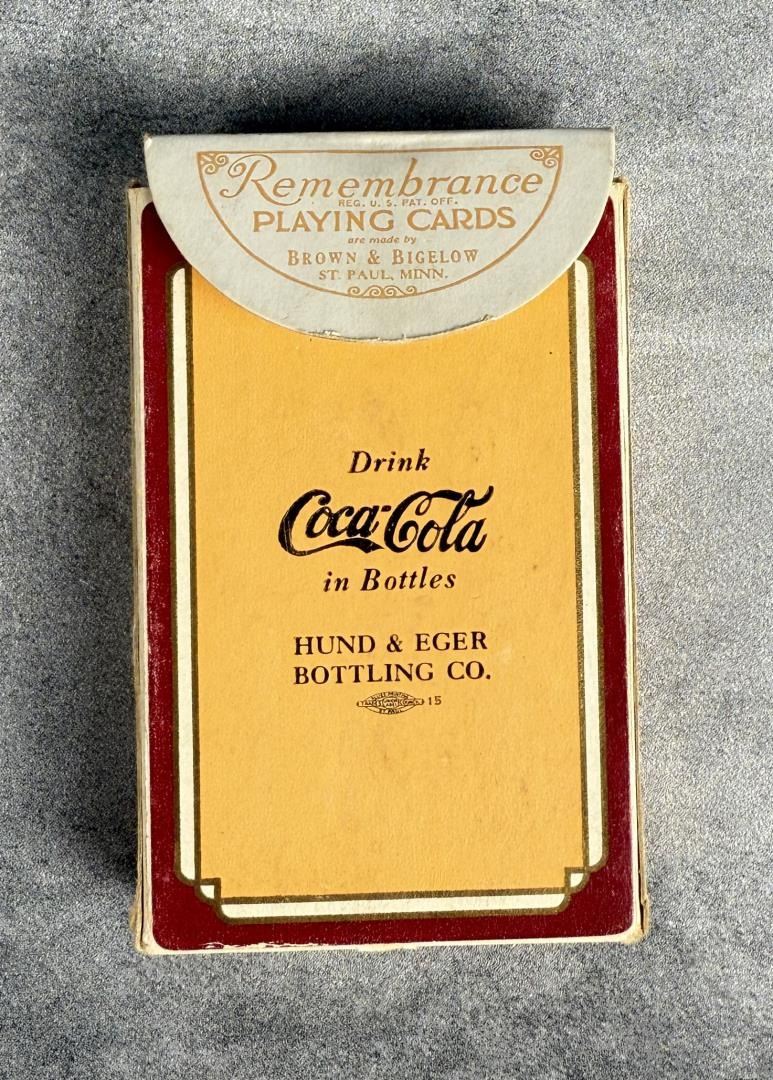 Remembrance
REG. U. S. PAT. OFF.
PLAYING CARDS
are made by
BROWN & BIGELOW
ST. PAUL, MINN.
Drink
Coca-Cola
in Bottles
HUND & EGER
BOTTLING CO.
15